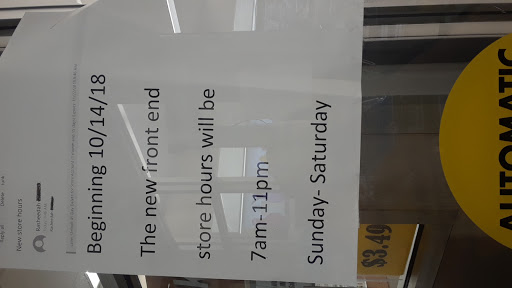 New store hours
Beginning 10/14/18
The new front end
store hours will be
7am-11pm
Sunday- Saturday
$3.49
AUTOMATIC